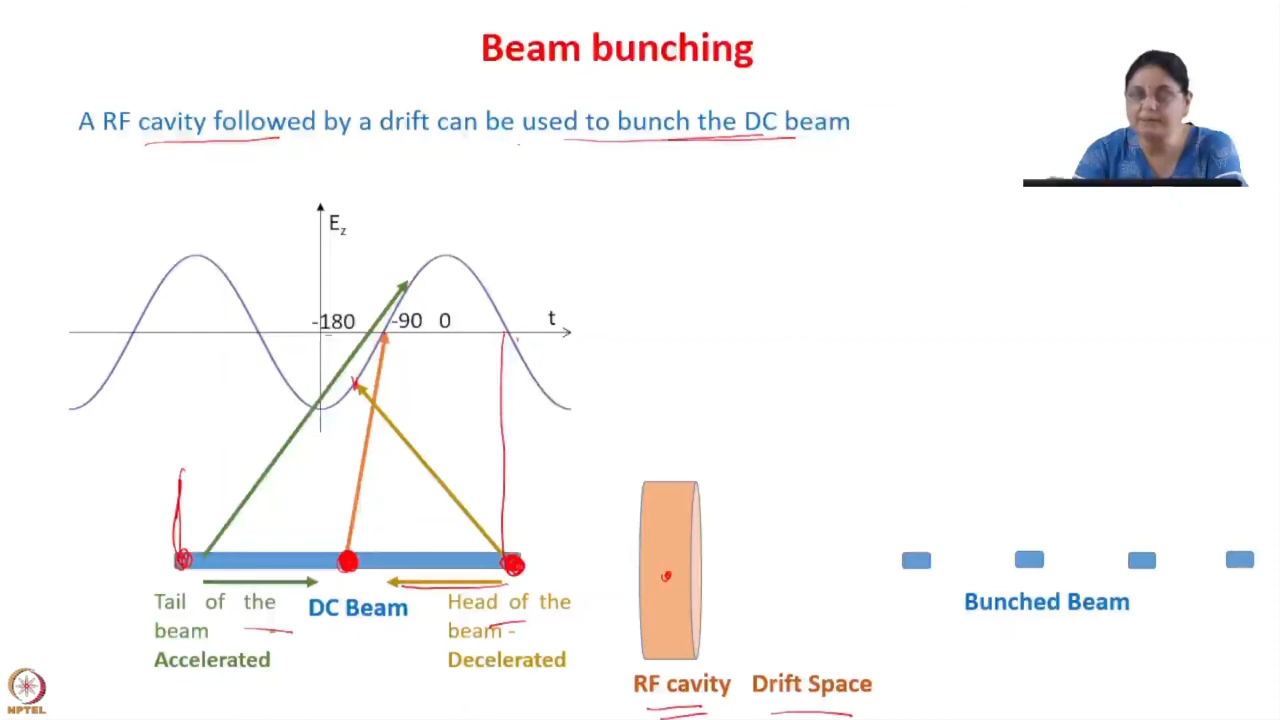 Beam bunching
A RF cavity followed by a drift can be used to bunch the DC beam
Ez
-180
-90
0
t
Tail of the
beam -
Accelerated
DC Beam
Head of the
beam -
Decelerated
Bunched Beam
RF cavity
Drift Space
NPTEL